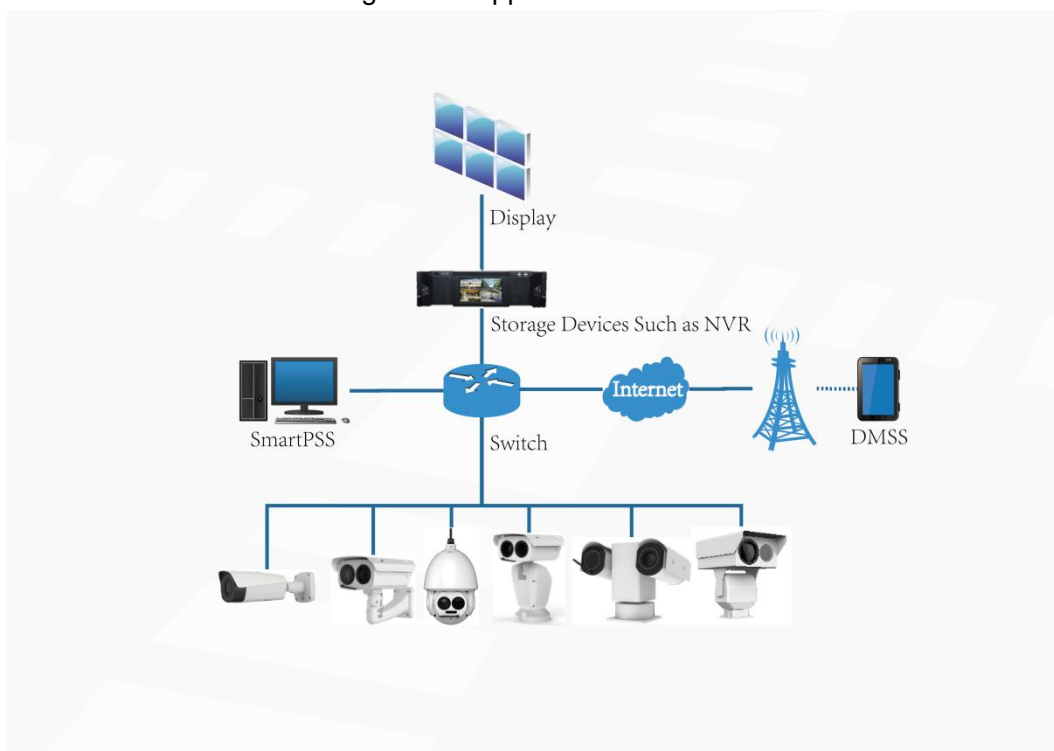 Display
Storage Devices Such as NVR
Internet
SmartPSS
Switch
DMSS